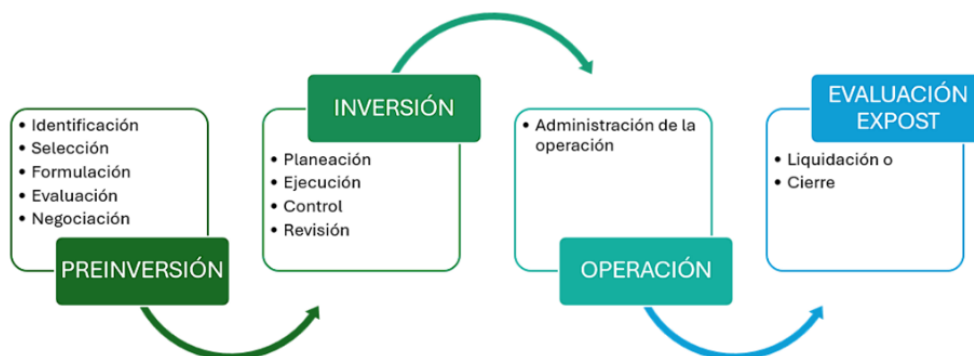 • Identificación
• Selección
• Formulación
• Evaluación
• Negociación
PREINVERSIÓN
INVERSIÓN
• Planeación
• Ejecución
• Control
• Revisión
• Administración de la
operación
OPERACIÓN
EVALUACIÓN
EXPOST
• Liquidación o
• Cierre